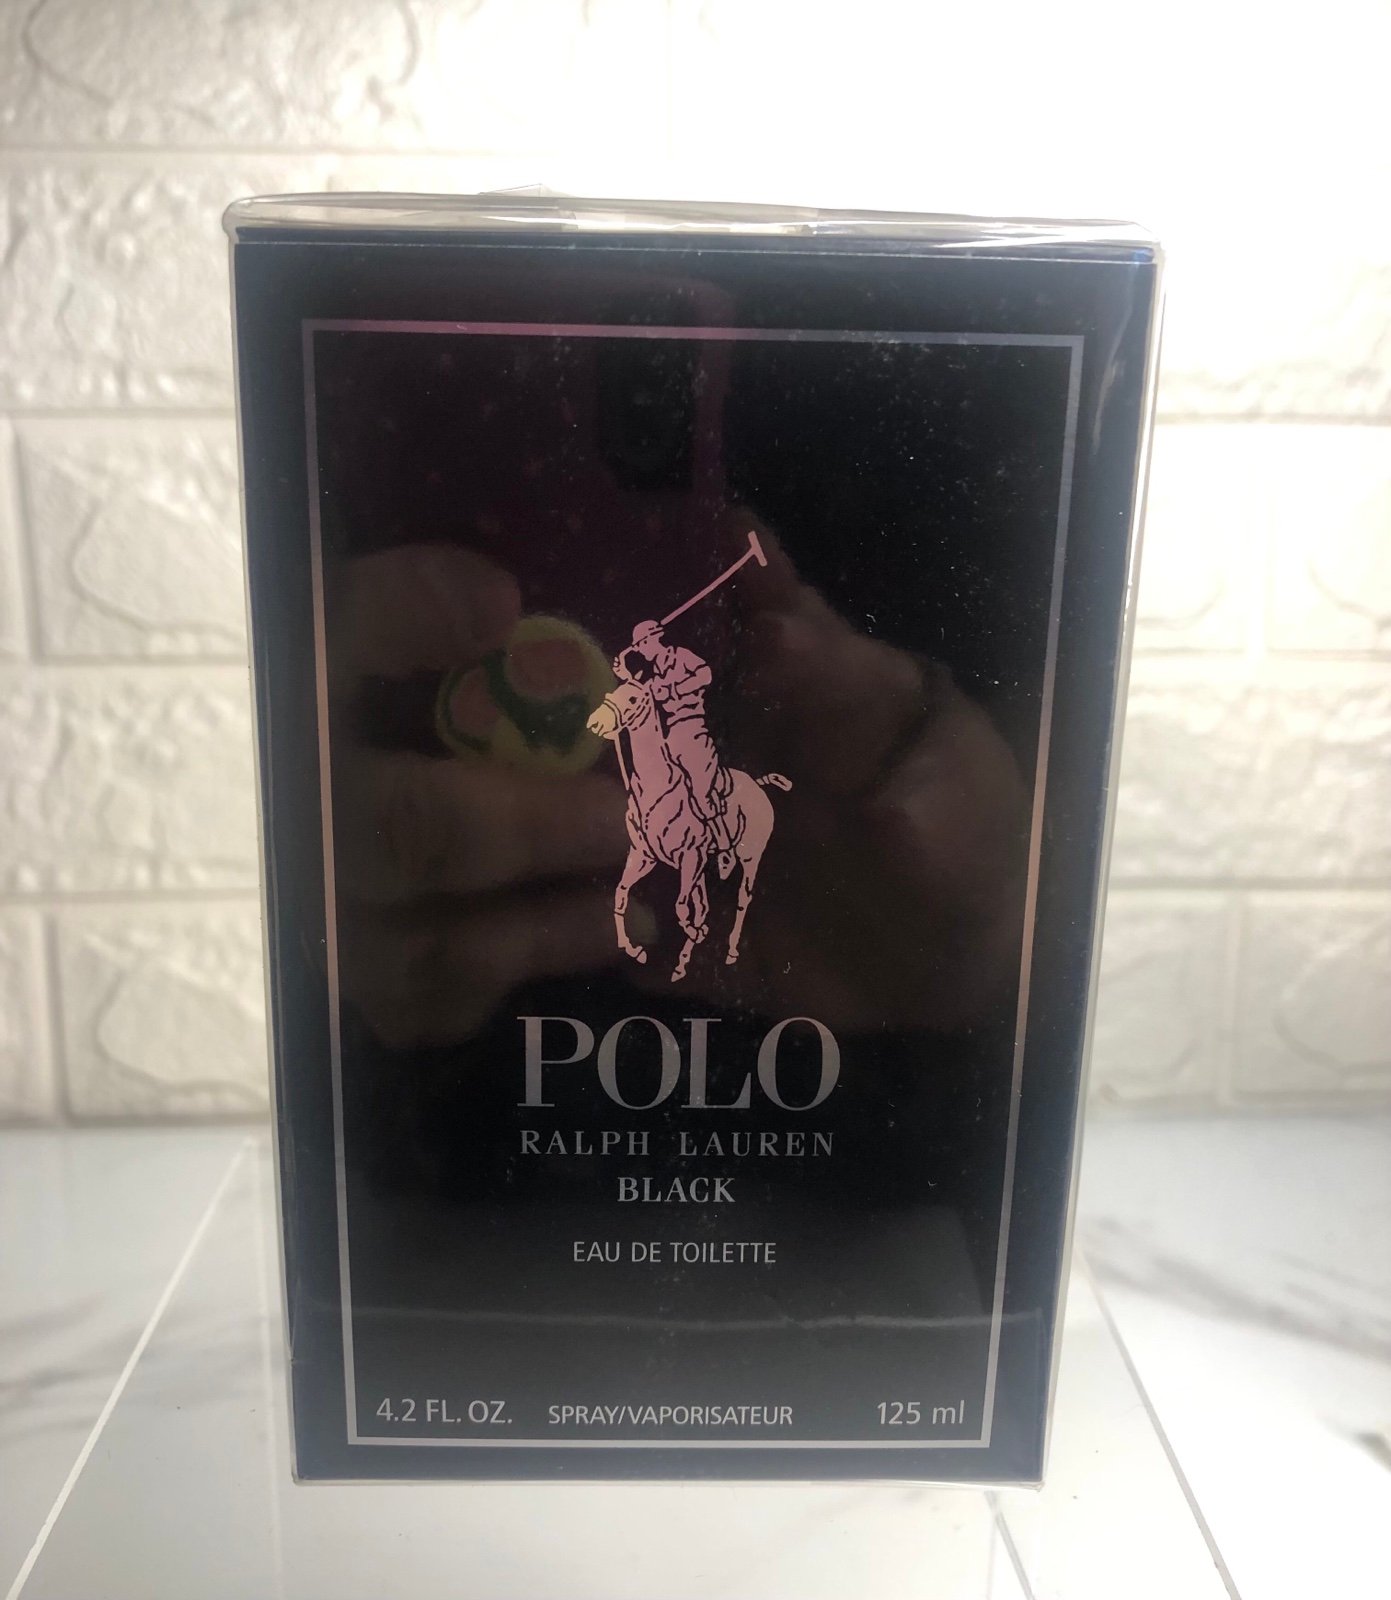 POLO
RALPH LAUREN
BLACK
EAU DE TOILETTE
4.2 FL. OZ. SPRAY/VAPORISATEUR 125 ml